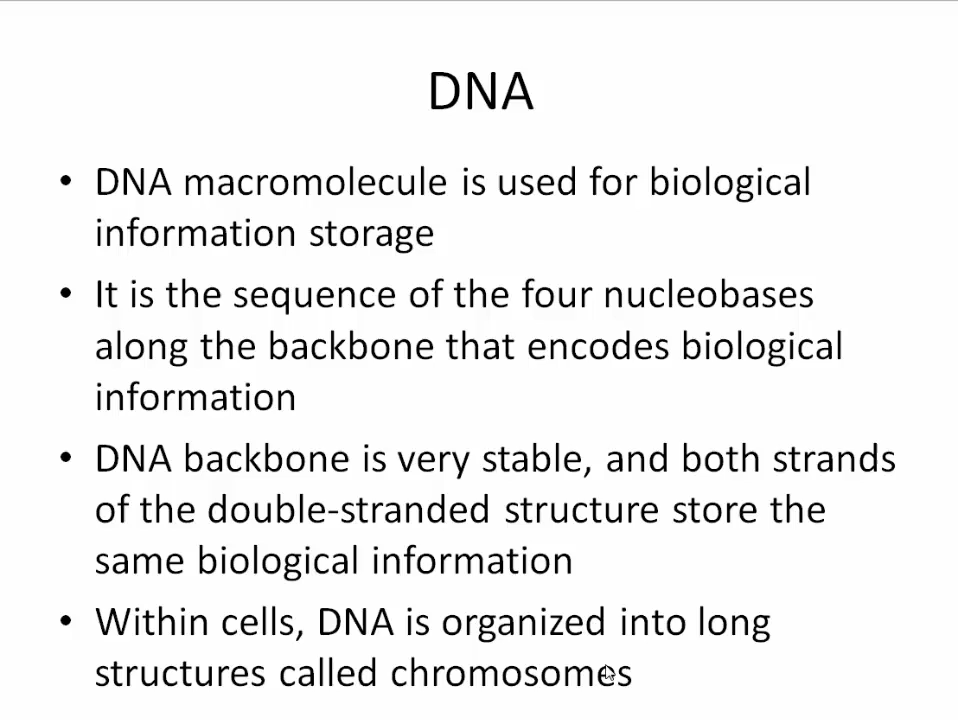 DNA
• DNA macromolecule is used for biological
information storage
• It is the sequence of the four nucleobases
along the backbone that encodes biological
information
• DNA backbone is very stable, and both strands
of the double-stranded structure store the
same biological information
• Within cells, DNA is organized into long
structures called chromosomes